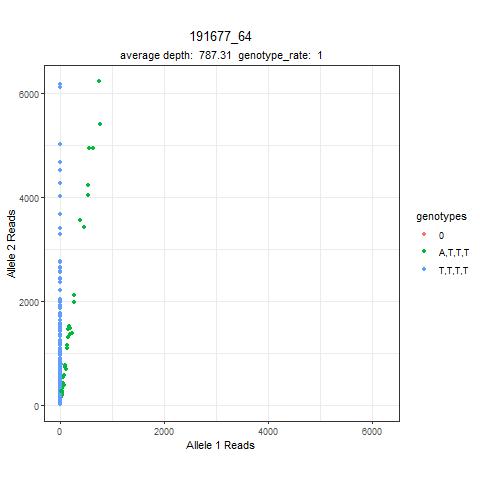 191677_64
average depth:  787.31  genotype_rate:  1
6000
4000
2000
0
Allele 2 Reads
0
2000
4000
6000
Allele 1 Reads
genotypes
0
A,T,T,T
T,T,T,T